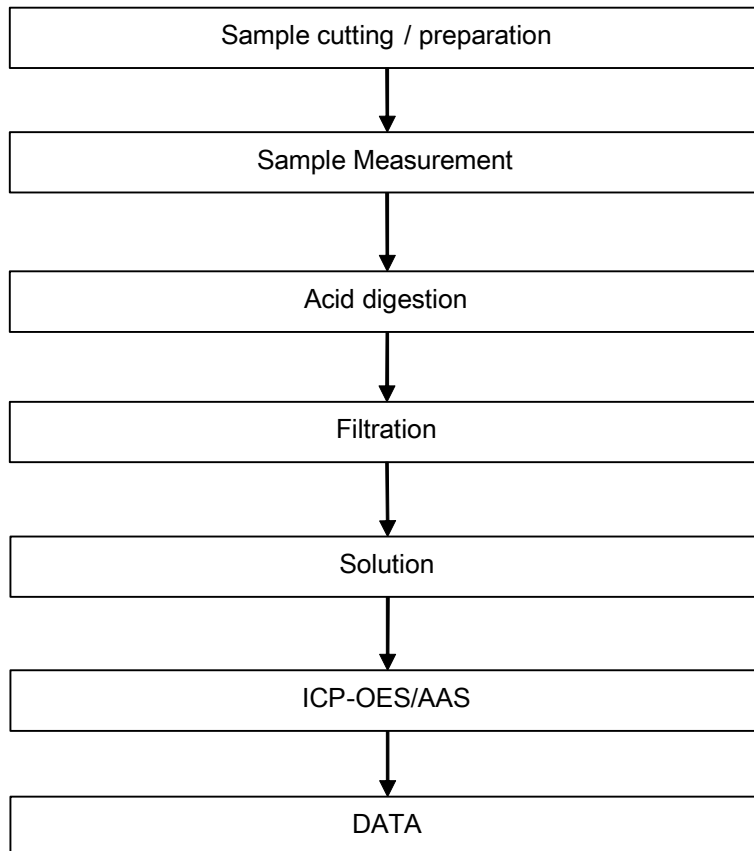 Sample cutting / preparation
Sample Measurement
Acid digestion
Filtration
Solution
ICP-OES/AAS
DATA